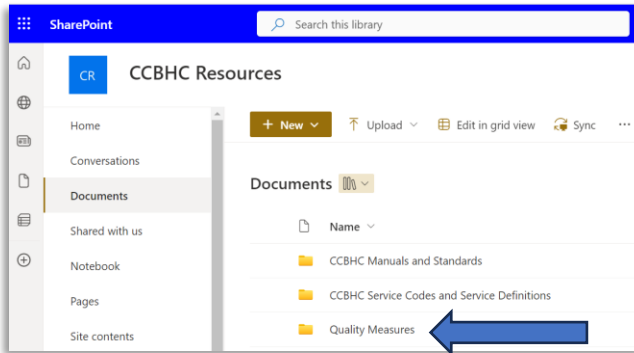 SharePoint
Search this library
CR
CCBHC Resources
Home
Conversations
Documents
Shared with us
Notebook
Pages
Site contents
+ New
Upload
Edit in grid view
Sync
...
Documents
Name
CCBHC Manuals and Standards
CCBHC Service Codes and Service Definitions
Quality Measures